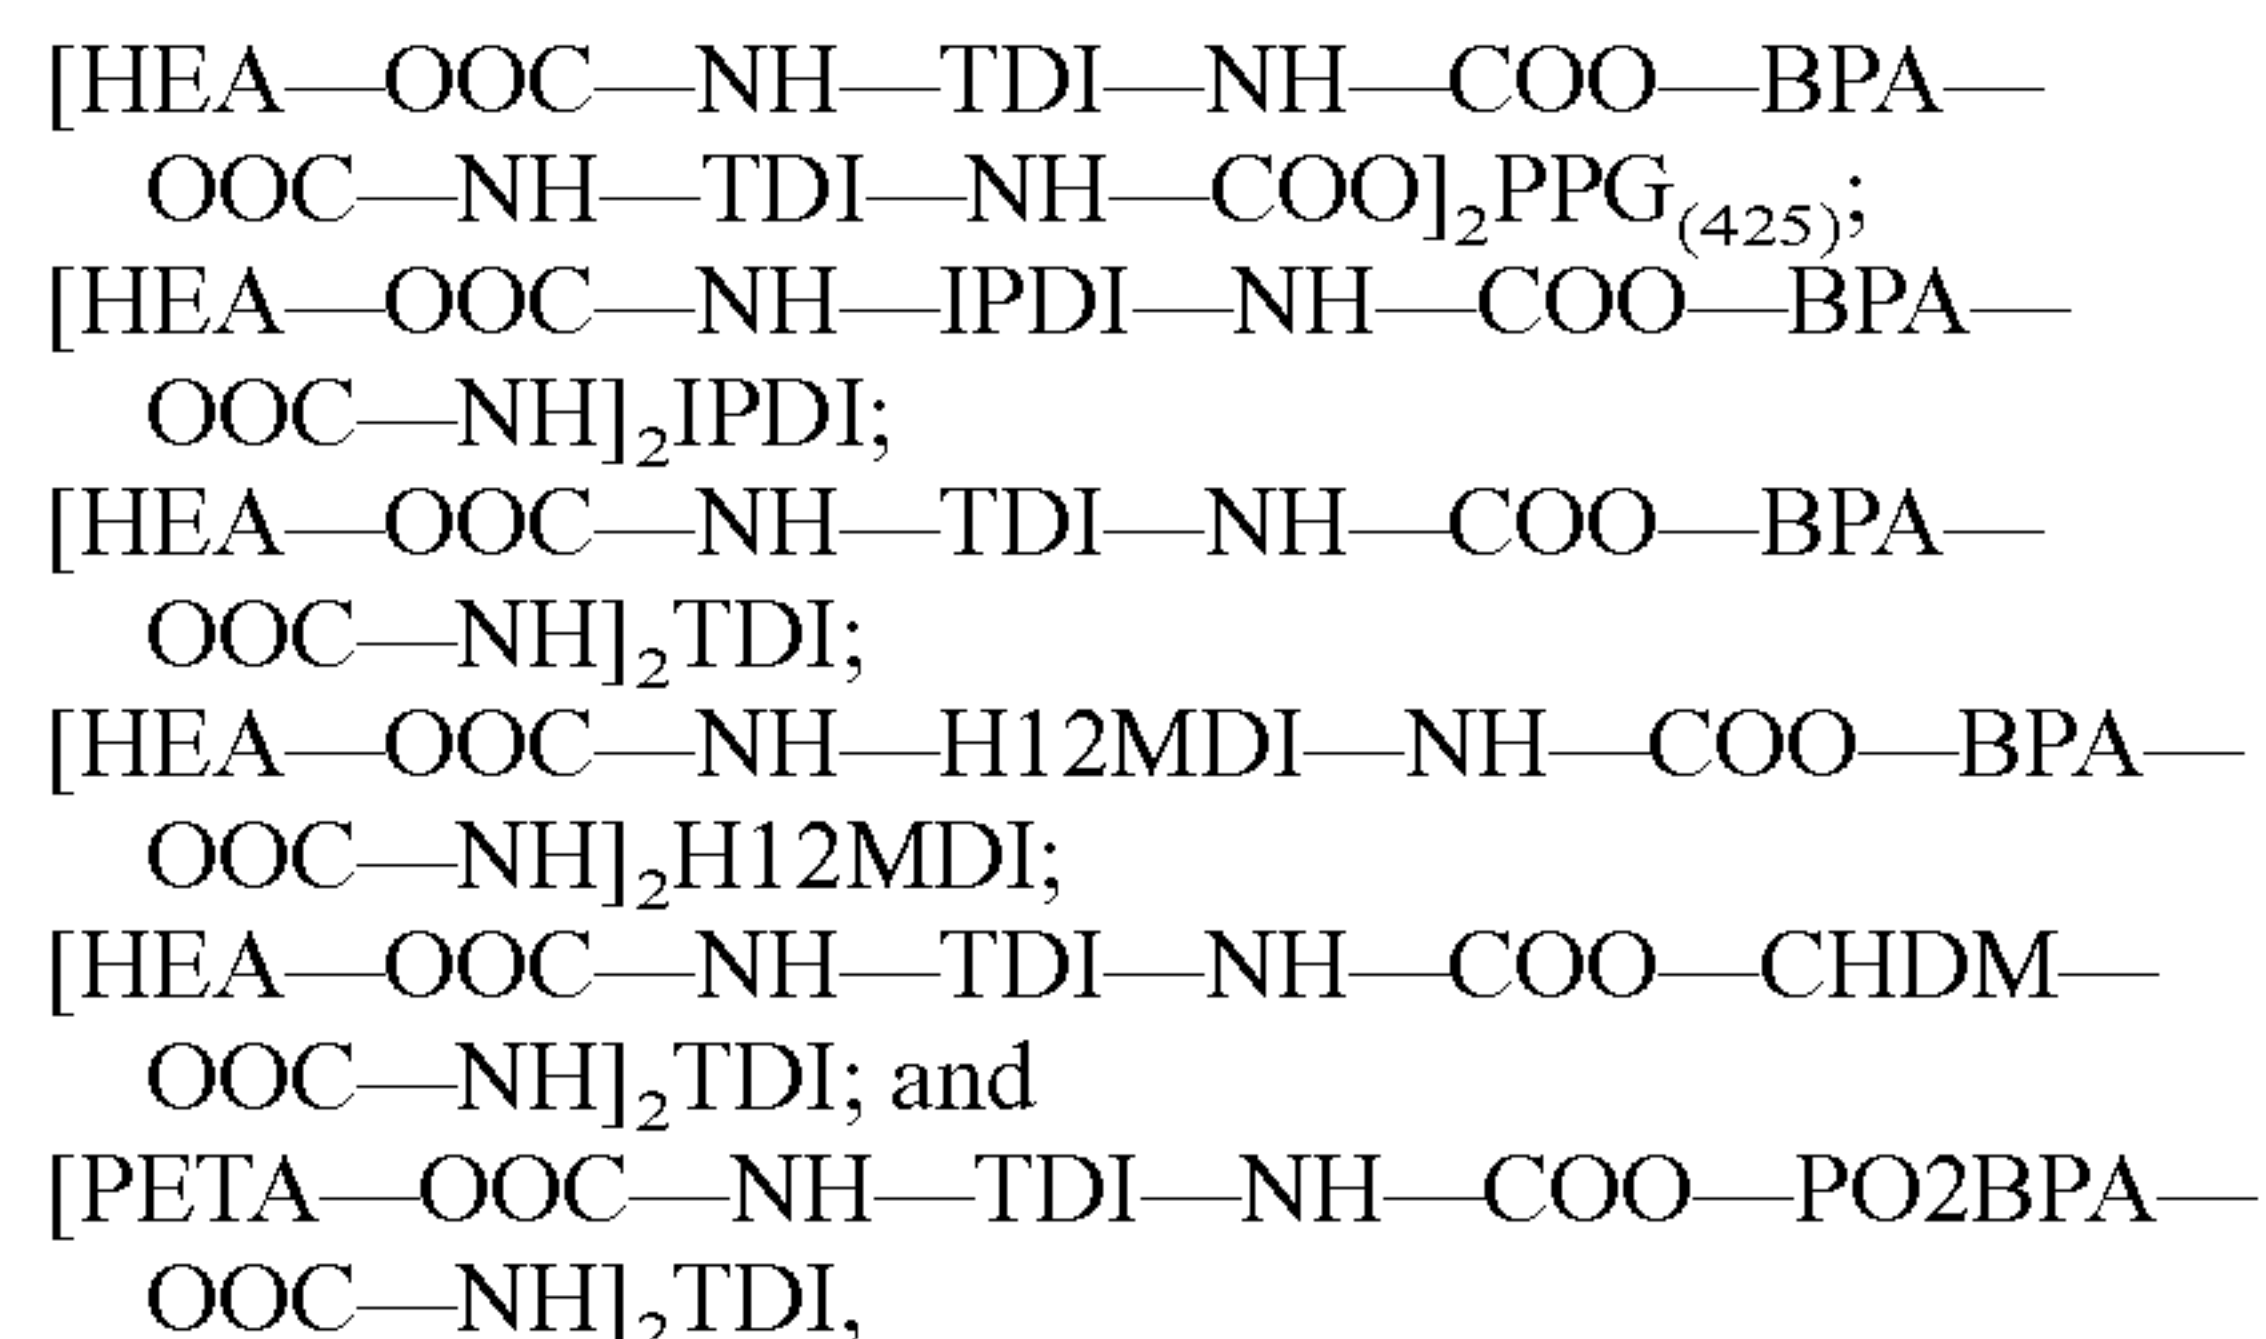 [HEA—OOC—NH—TDI—NH—COO—BPA—
OOC—NH—TDI—NH—COO]2PPG(425);
[HEA—OOC—NH—IPDI—NH—COO—BPA—
OOC—NH]2IPDI;
[HEA—OOC—NH—TDI—NH—COO—BPA—
OOC—NH]2TDI;
[HEA—OOC—NH—H12MDI—NH—COO—BPA—
OOC—NH]2H12MDI;
[HEA—OOC—NH—TDI—NH—COO—CHDM—
OOC—NH]2TDI; and
[PETA—OOC—NH—TDI—NH—COO—PO2BPA—
OOC—NH]2TDI,